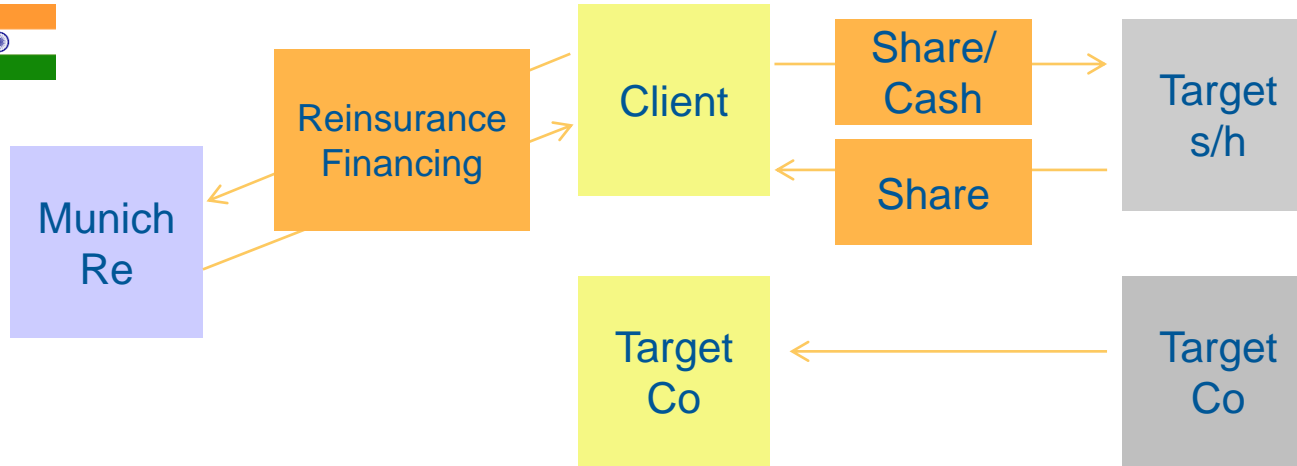 Munich
Re
Reinsurance
Financing
Client
Share/
Cash
Share
Target
s/h
Target
Co
Target
Co